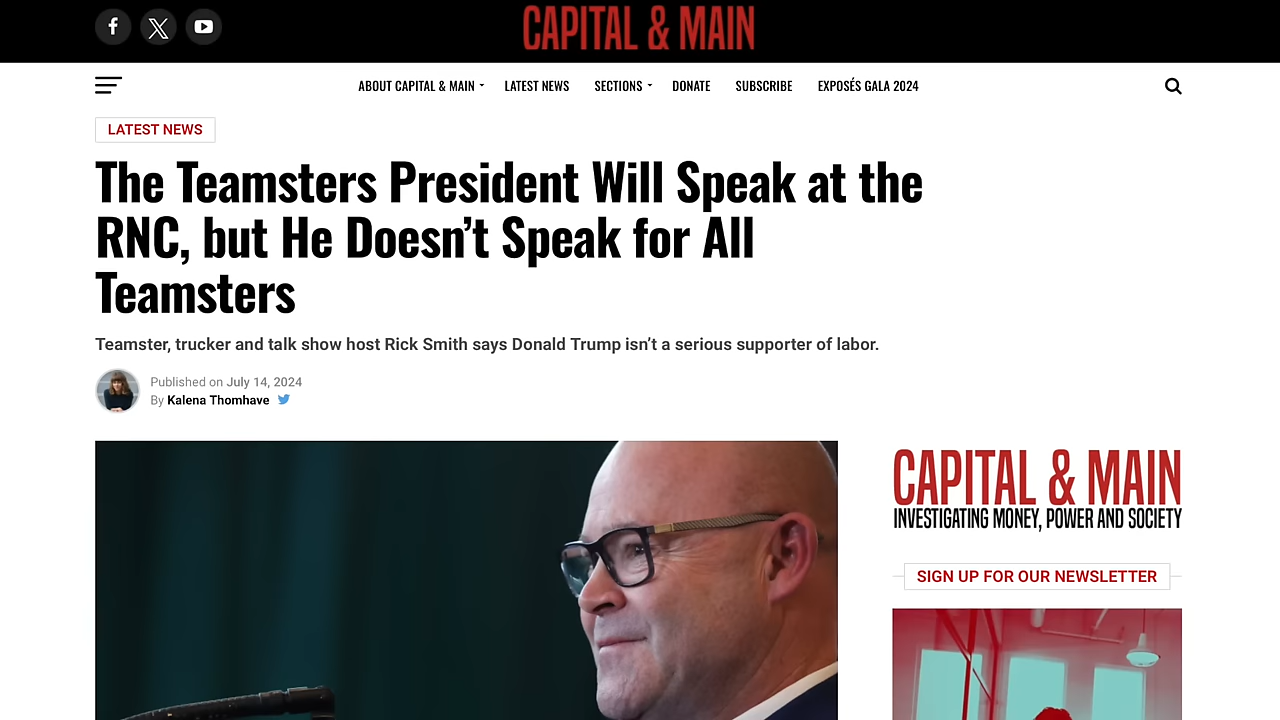 CAPITAL & MAIN
ABOUT CAPITAL & MAIN
LATEST NEWS
SECTIONS
DONATE
SUBSCRIBE
EXPOSÉS GALA 2024
LATEST NEWS
The Teamsters President Will Speak at the
RNC, but He Doesn’t Speak for All
Teamsters
Teamster, trucker and talk show host Rick Smith says Donald Trump isn’t a serious supporter of labor.
Published on July 14, 2024
By Kalena Thomhave
CAPITAL & MAIN
INVESTIGATING MONEY, POWER AND SOCIETY
SIGN UP FOR OUR NEWSLETTER